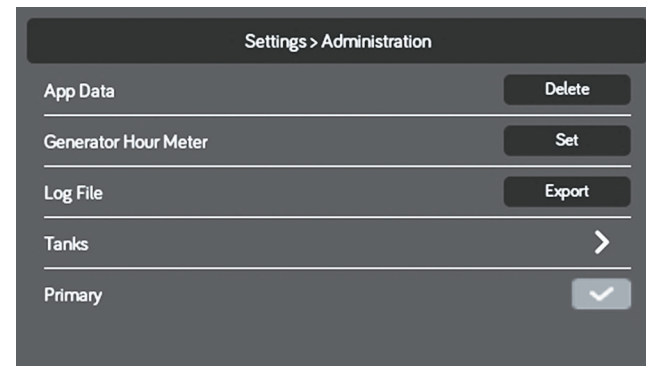 Settings > Administration
App Data Delete
Generator Hour Meter Set
Log File Export
Tanks
Primary